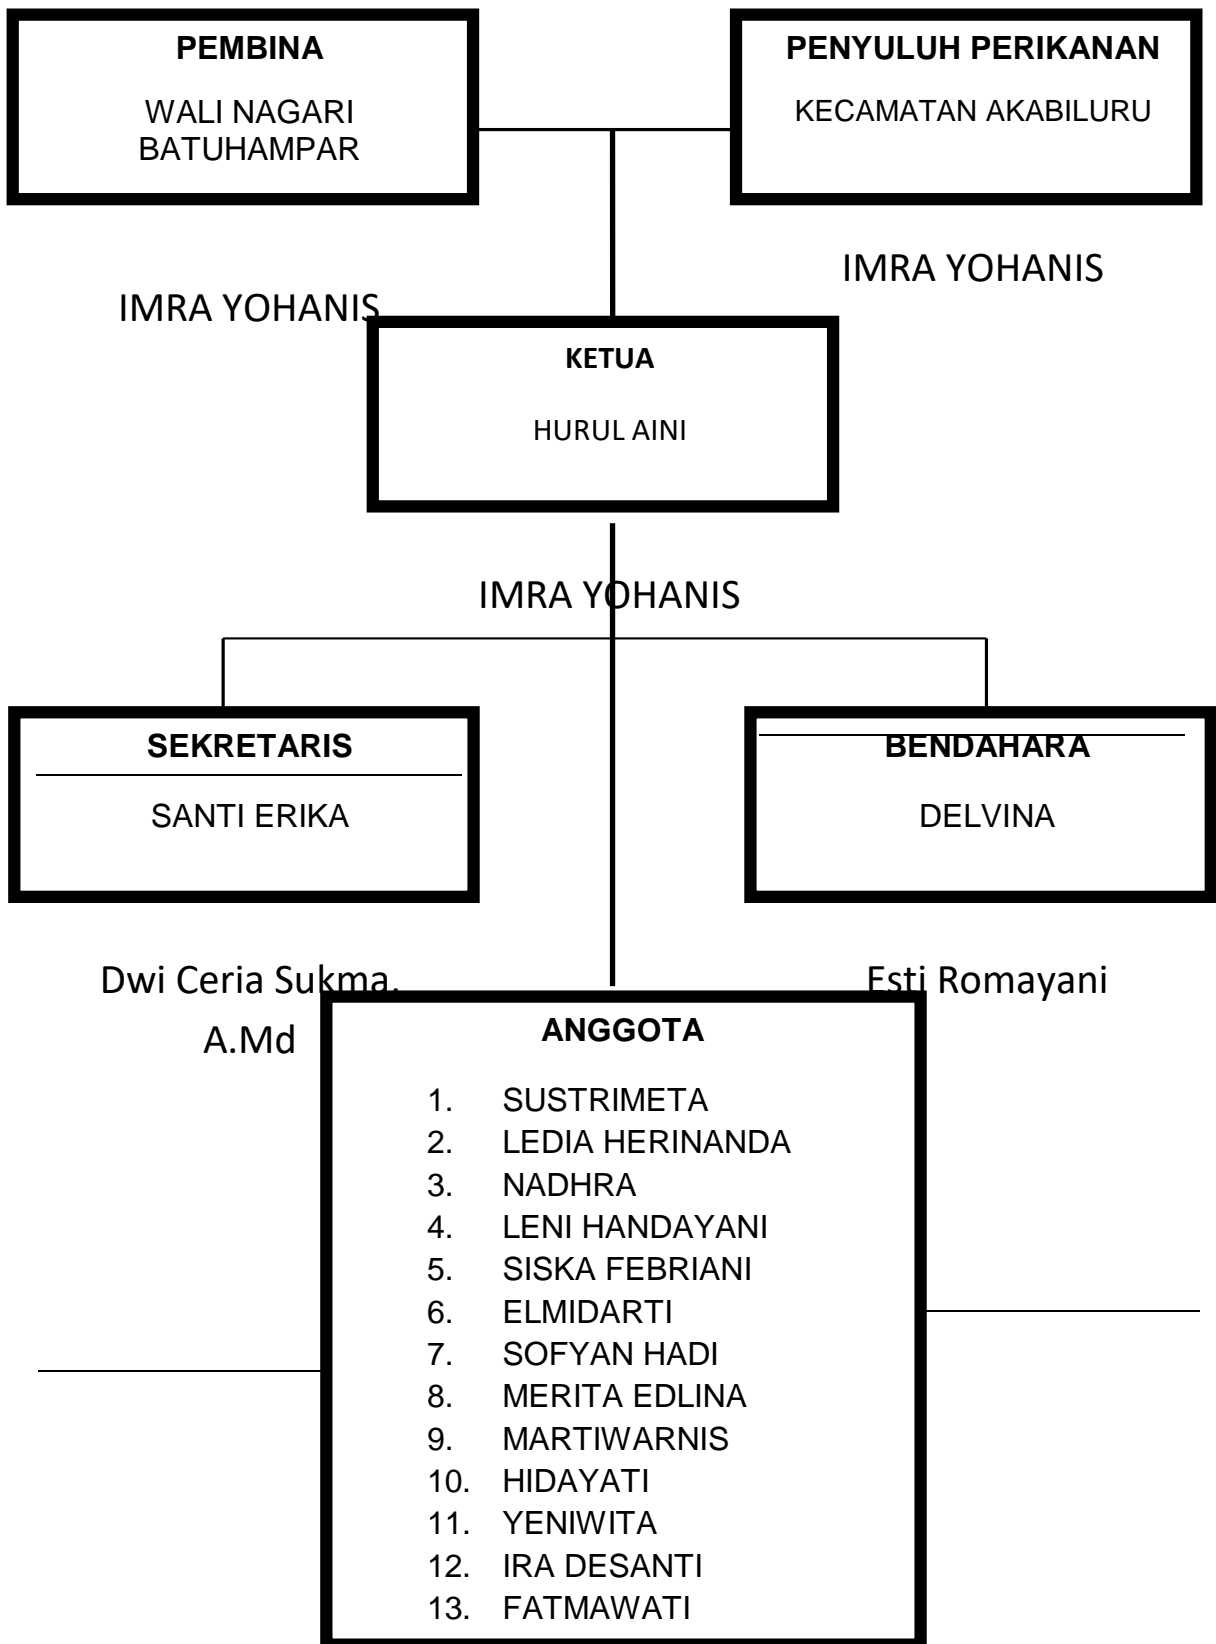 PEMBINA
WALI NAGARI
BATUHAMPAR
PENYULUH PERIKANAN
KECAMATAN AKABILURU
IMRA YOHANIS
IMRA YOHANIS
KETUA
HURUL AINI
IMRA YOHANIS
SEKRETARIS
SANTI ERIKA
BENDAHARA
DELVINA
Dwi Ceria Sukma.
A.Md
Esti Romayani
ANGGOTA
1. SUSTRIMETA
2. LEDIA HERINANDA
3. NADHRA
4. LENI HANDAYANI
5. SISKA FEBRIANI
6. ELMIDARTI
7. SOFYAN HADI
8. MERITA EDLINA
9. MARTIWARNIS
10. HIDAYATI
11. YENIWITA
12. IRA DESANTI
13. FATMAWATI